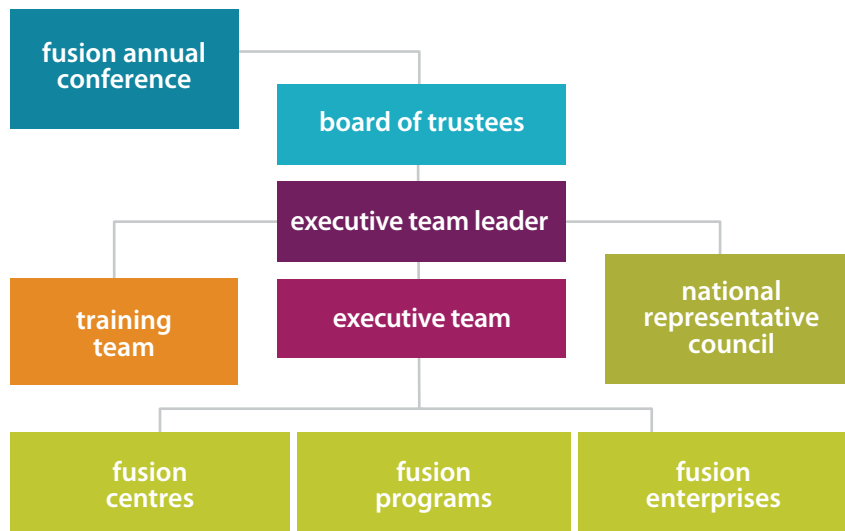 fusion annual
conference
board of trustees
executive team leader
training
team
executive team
national
representative
council
fusion
centres
fusion
programs
fusion
enterprises